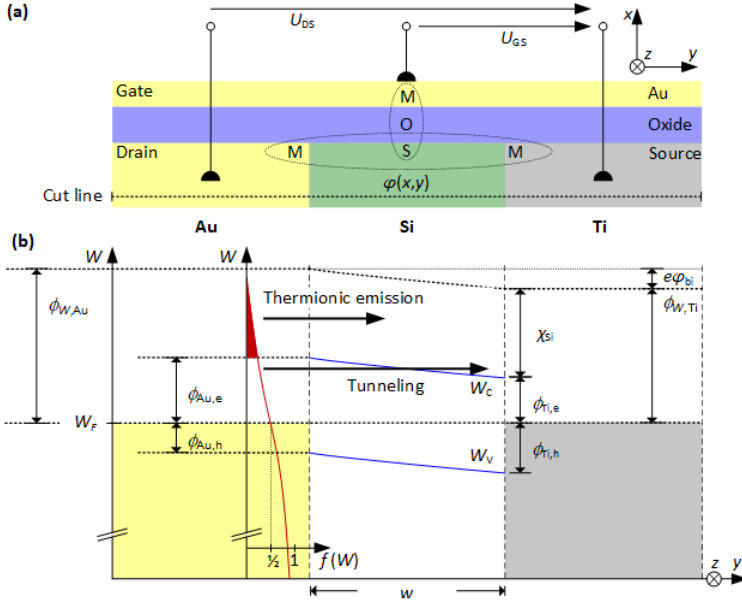 (a)
U_DS
U_GS
x
z
y
Gate
M
Au
O
Oxide
Drain
M
S
M
Source
φ(x,y)
Cut line
Au
Si
Ti
(b)
W
W
eφ_bi
Thermionic emission
ϕ_W,Au
ϕ_W,Ti
χ_Si
Tunneling
W_C
ϕ_Au,e
ϕ_Ti,e
W_F
ϕ_Au,h
W_V
ϕ_Ti,h
½
1
f(W)
w
z
y